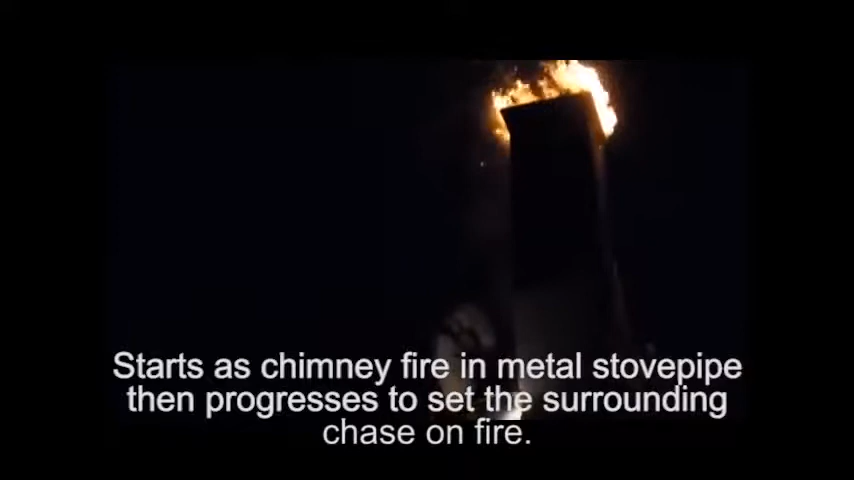 Starts as chimney fire in metal stovepipe
then progresses to set the surrounding
chase on fire.